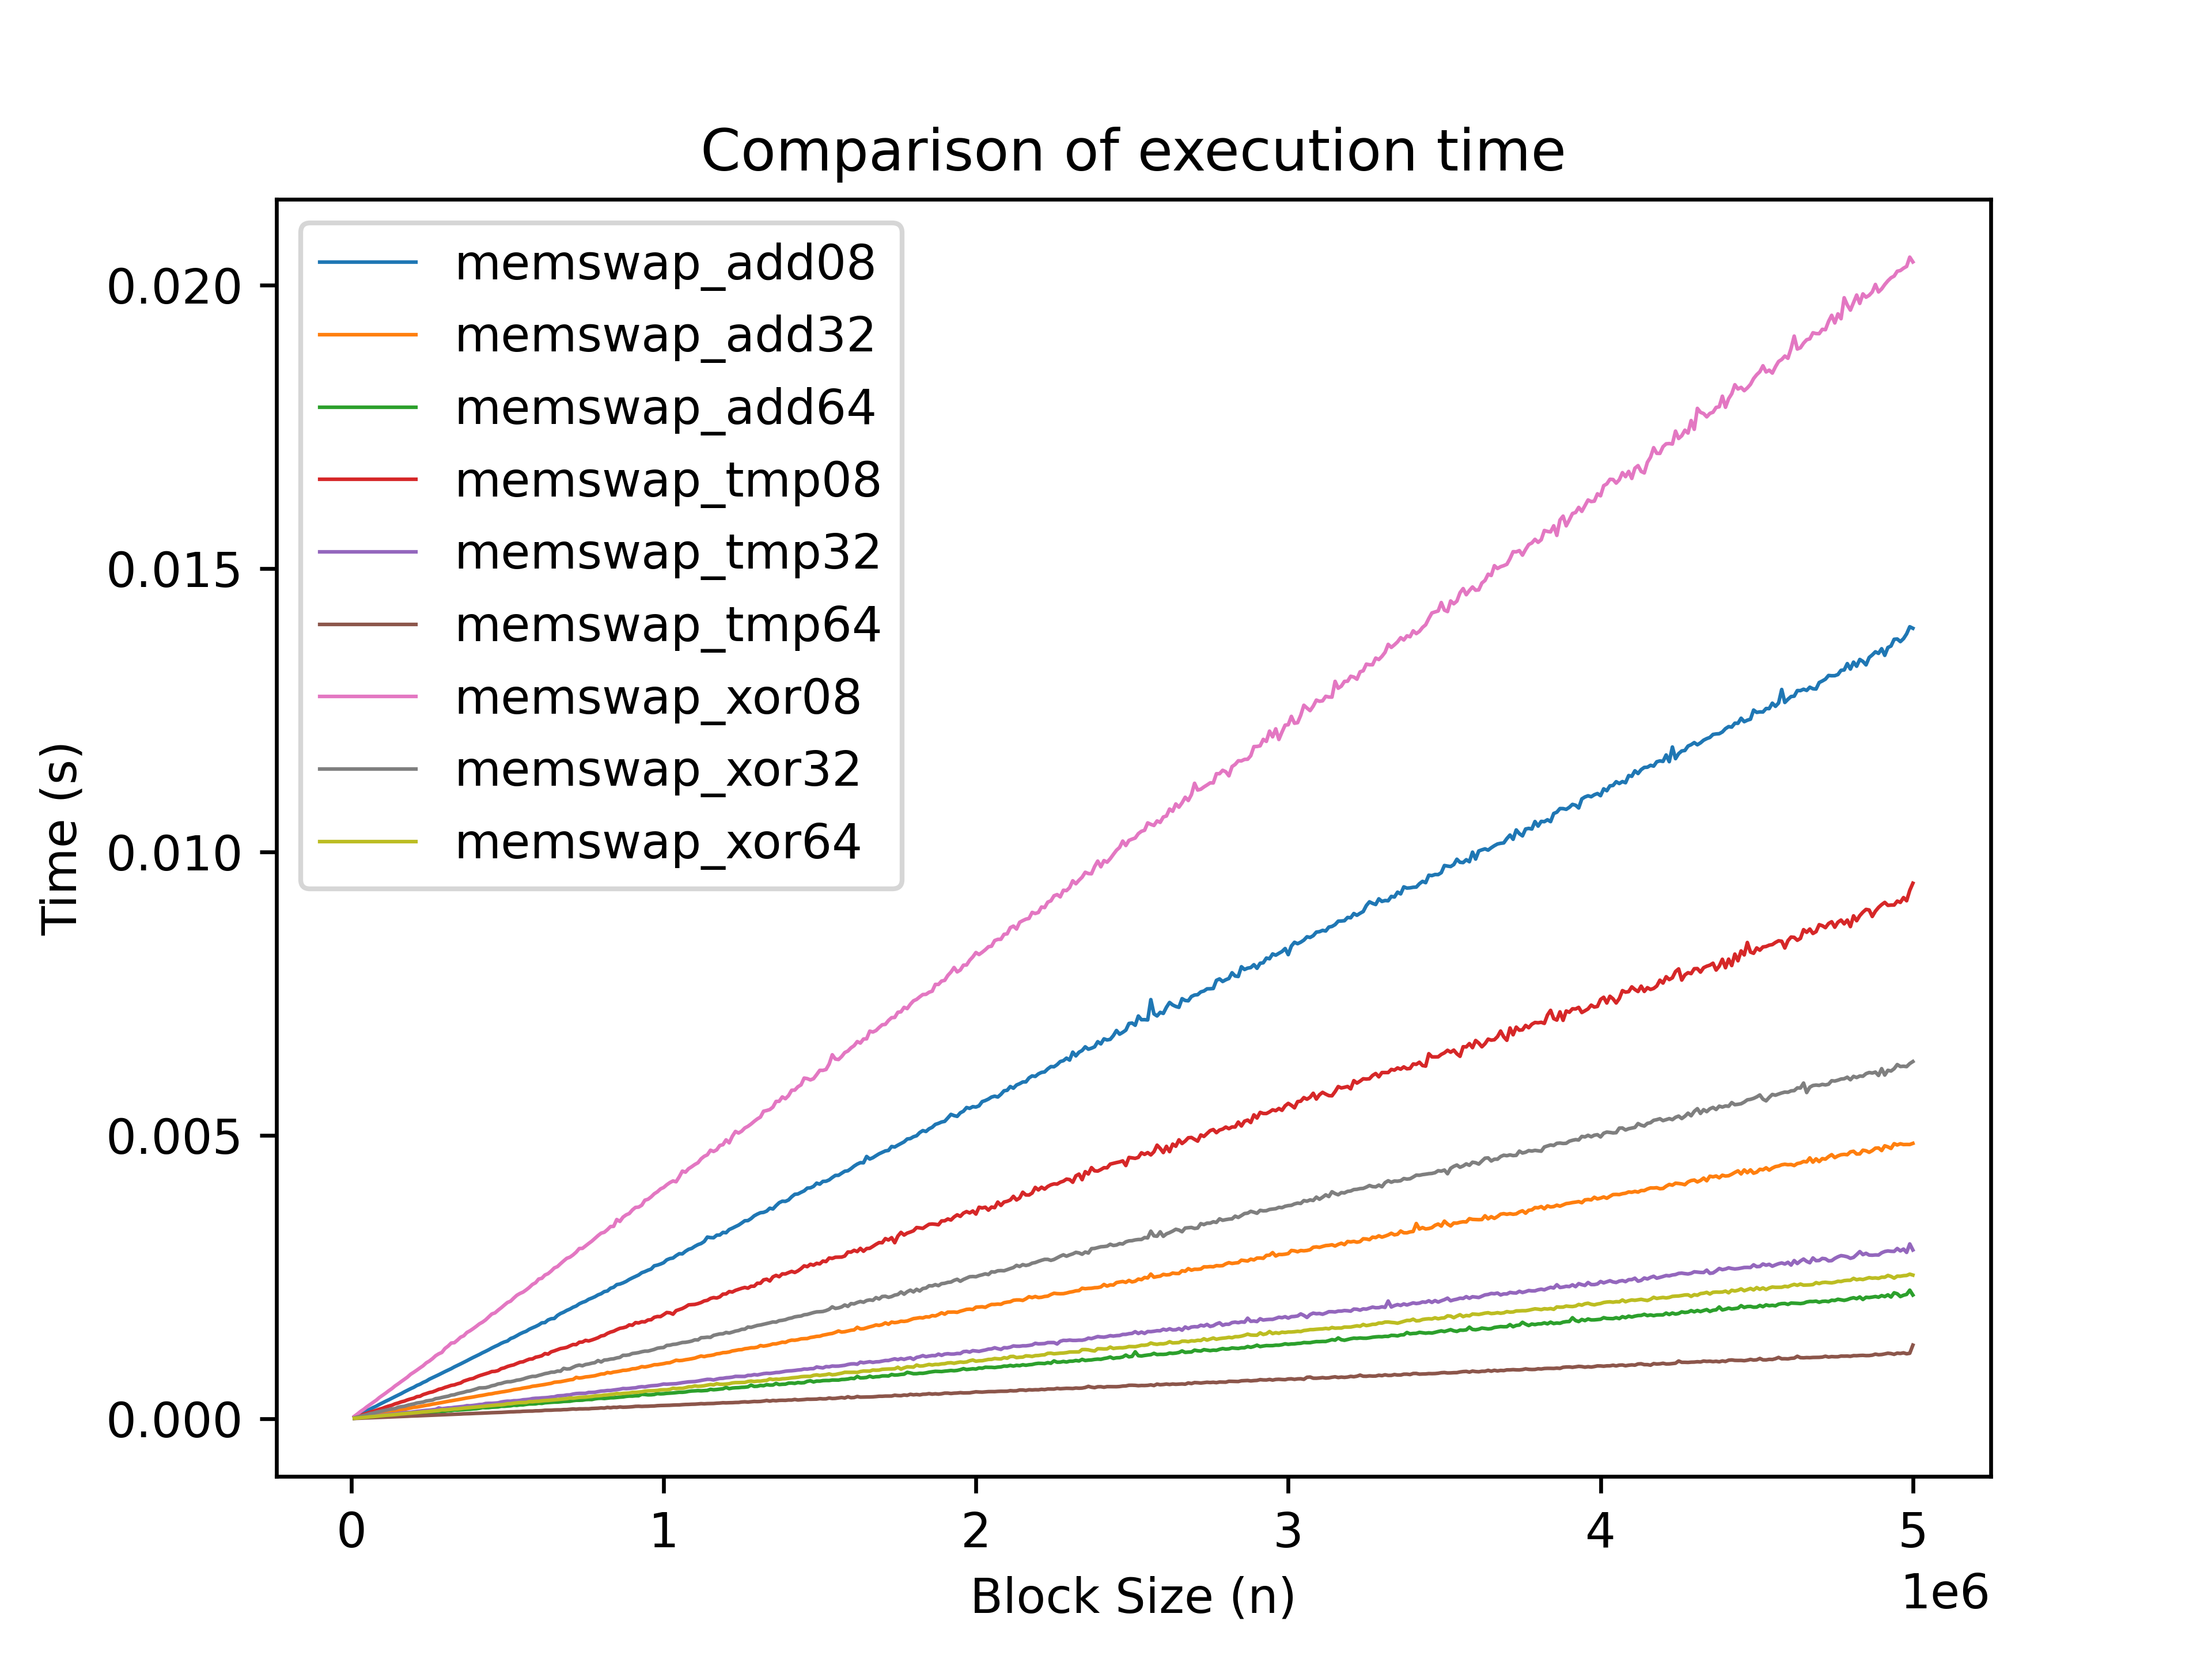 Comparison of execution time
memswap_add08
memswap_add32
memswap_add64
memswap_tmp08
memswap_tmp32
memswap_tmp64
memswap_xor08
memswap_xor32
memswap_xor64
0.020
0.015
0.010
0.005
0.000
Time (s)
0 1 2 3 4 5
1e6
Block Size (n)